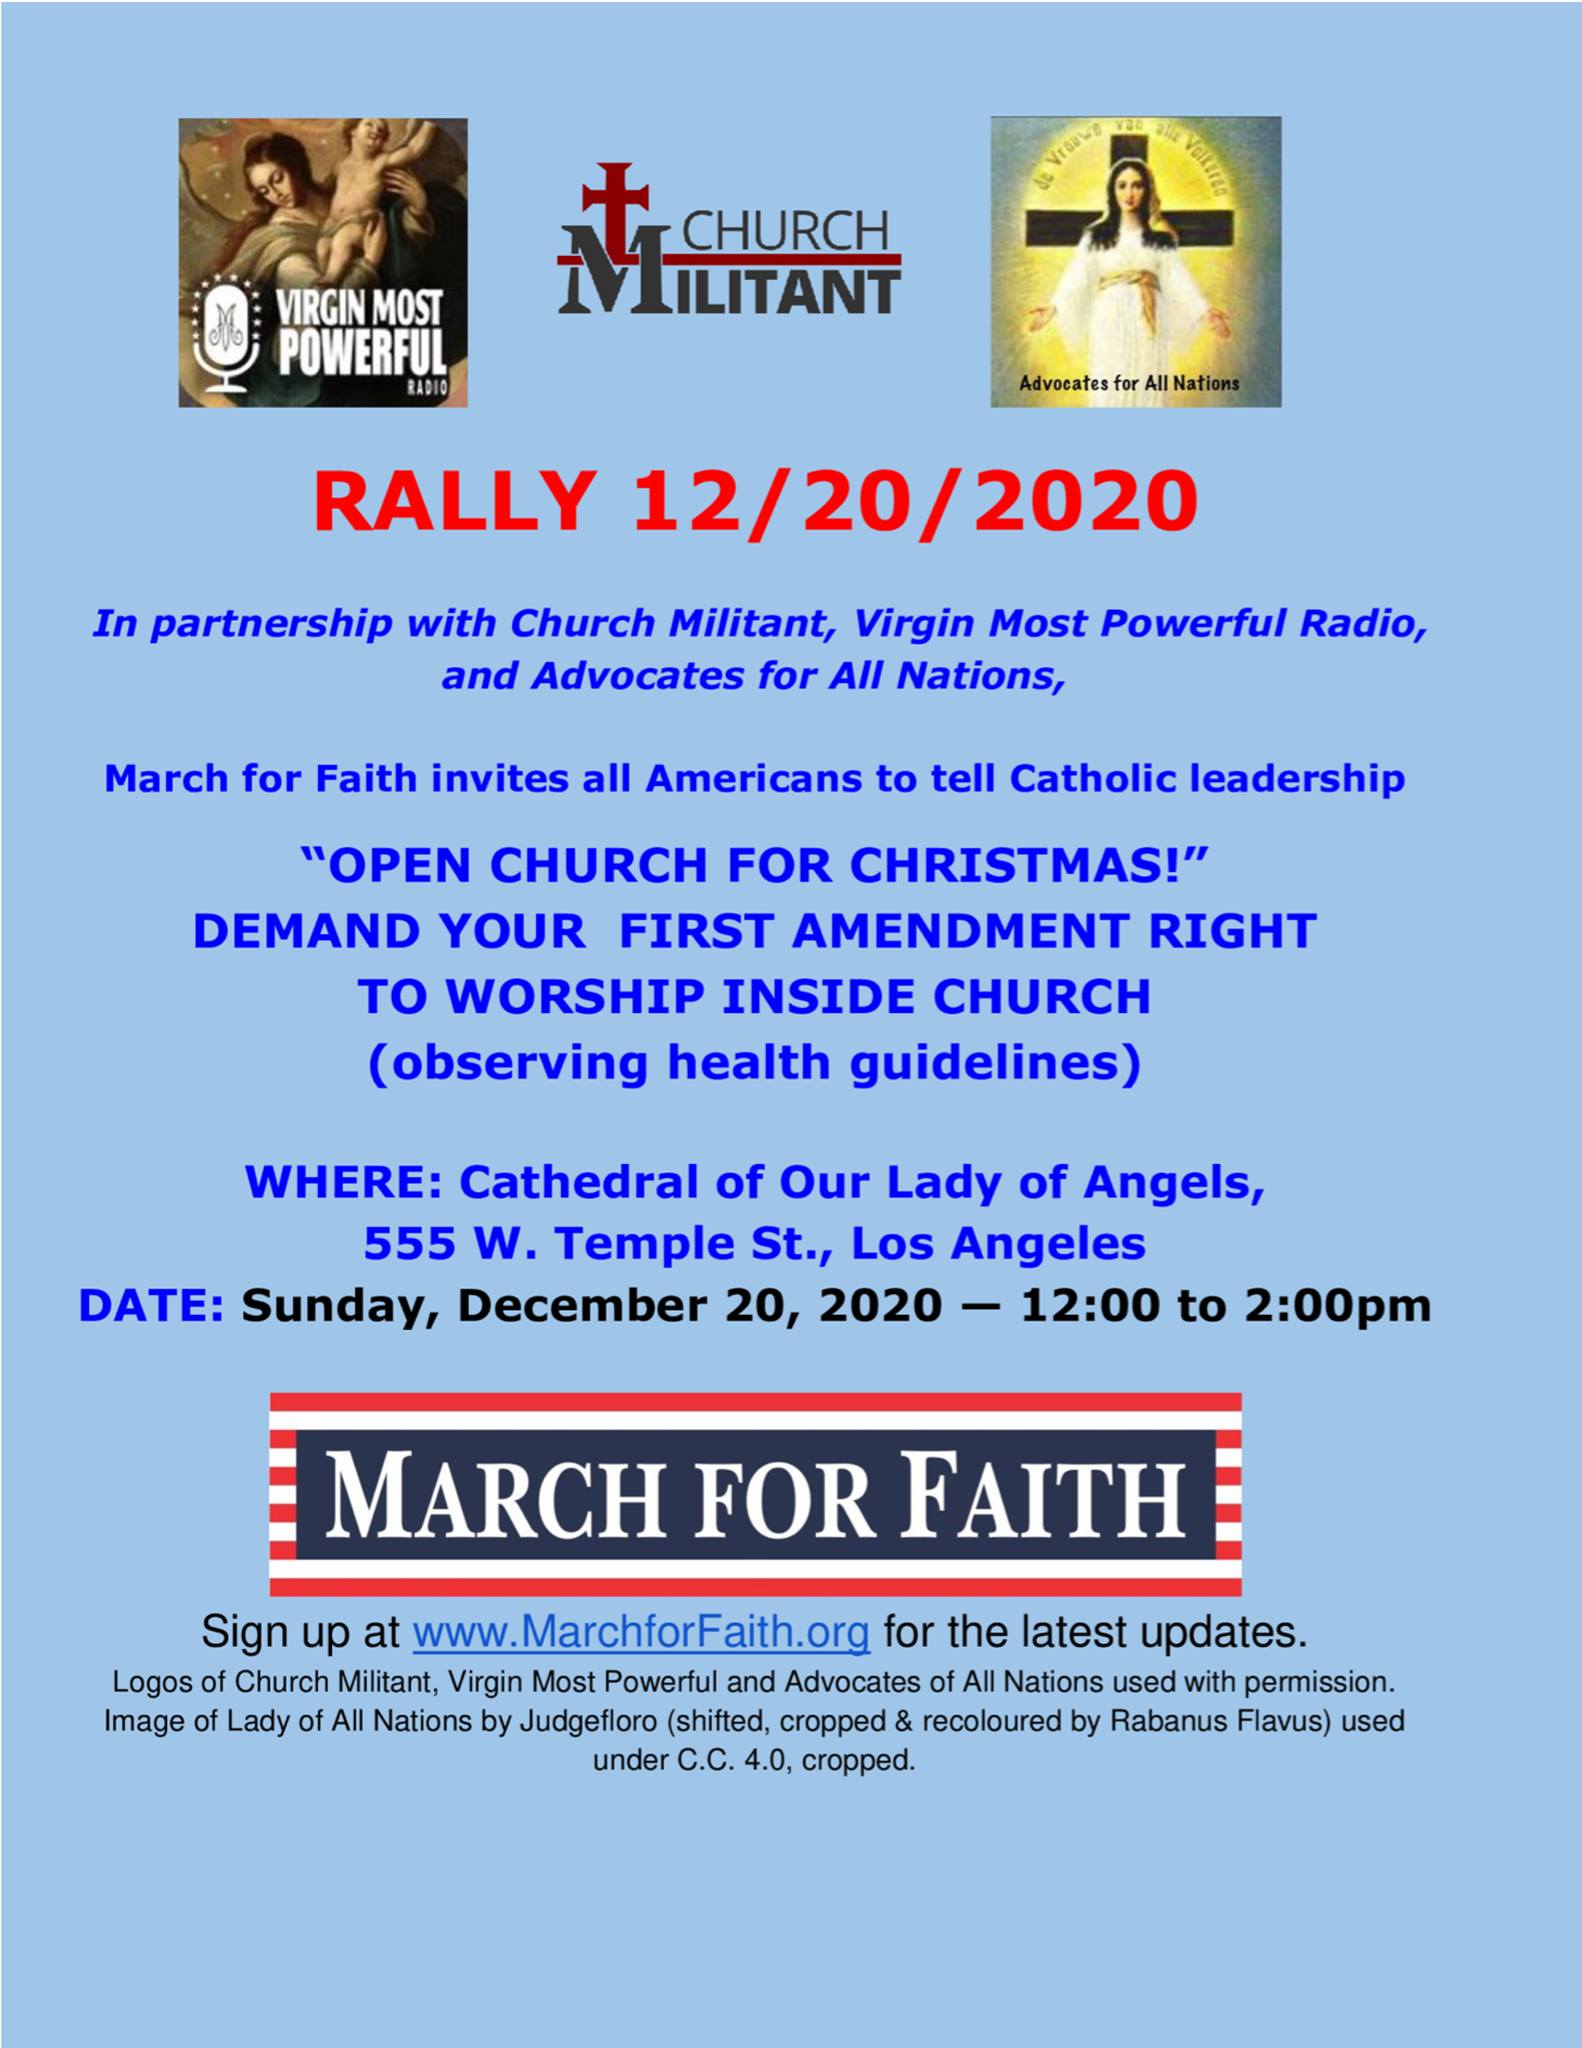 de Vrouwe van alle Volkeren
CHURCH
MILITANT
VIRGIN MOST
POWERFUL
RADIO
Advocates for All Nations
RALLY 12/20/2020
In partnership with Church Militant, Virgin Most Powerful Radio,
and Advocates for All Nations,
March for Faith invites all Americans to tell Catholic leadership
“OPEN CHURCH FOR CHRISTMAS!”
DEMAND YOUR FIRST AMENDMENT RIGHT
TO WORSHIP INSIDE CHURCH
(observing health guidelines)
WHERE: Cathedral of Our Lady of Angels,
555 W. Temple St., Los Angeles
DATE: Sunday, December 20, 2020 — 12:00 to 2:00pm
MARCH FOR FAITH
Sign up at www.MarchforFaith.org for the latest updates.
Logos of Church Militant, Virgin Most Powerful and Advocates of All Nations used with permission.
Image of Lady of All Nations by Judgefloro (shifted, cropped & recoloured by Rabanus Flavus) used
under C.C. 4.0, cropped.